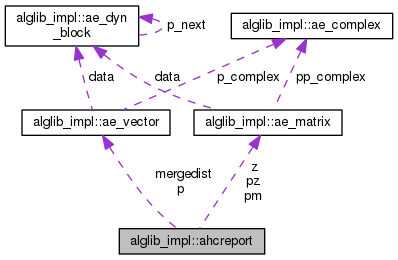 alglib_impl::ae_dyn
_block
p_next
alglib_impl::ae_complex
data
data
p_complex
pp_complex
alglib_impl::ae_vector
alglib_impl::ae_matrix
mergedist
p
z
pz
pm
alglib_impl::ahcreport